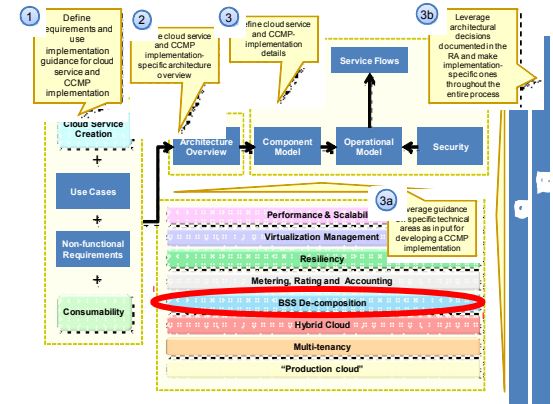 1
Define
requirements and
use
implementation
guidance for cloud
service and
CCMP
implementation
2
cloud service
and CCMP
implementation-
specific architecture
overview
3
cloud service
and CCMP-
implementation
details
3b
Leverage
architectural
decisions
documented in the
RA and make
implementation-
specific ones
throughout the
entire process
Service Flows
Cloud Service
Creation
+
Use Cases
+
Non-functional
Requirements
+
Consumability
Architecture
Overview
Component
Model
Operational
Model
Security
3a
guidance
specific technical
areas as input for
developing a CCMP
implementation
Performance &
Virtualization Management
Resiliency
Metering, Rating and Accounting
BSS De-composition
Hybrid Cloud
Multi-tenancy
“Production cloud”